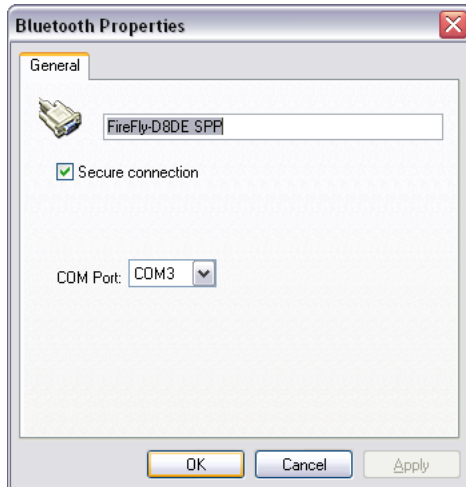 Bluetooth Properties
General
FireFly-D8DE SPP
Secure connection
COM Port: COM3
OK Cancel Apply